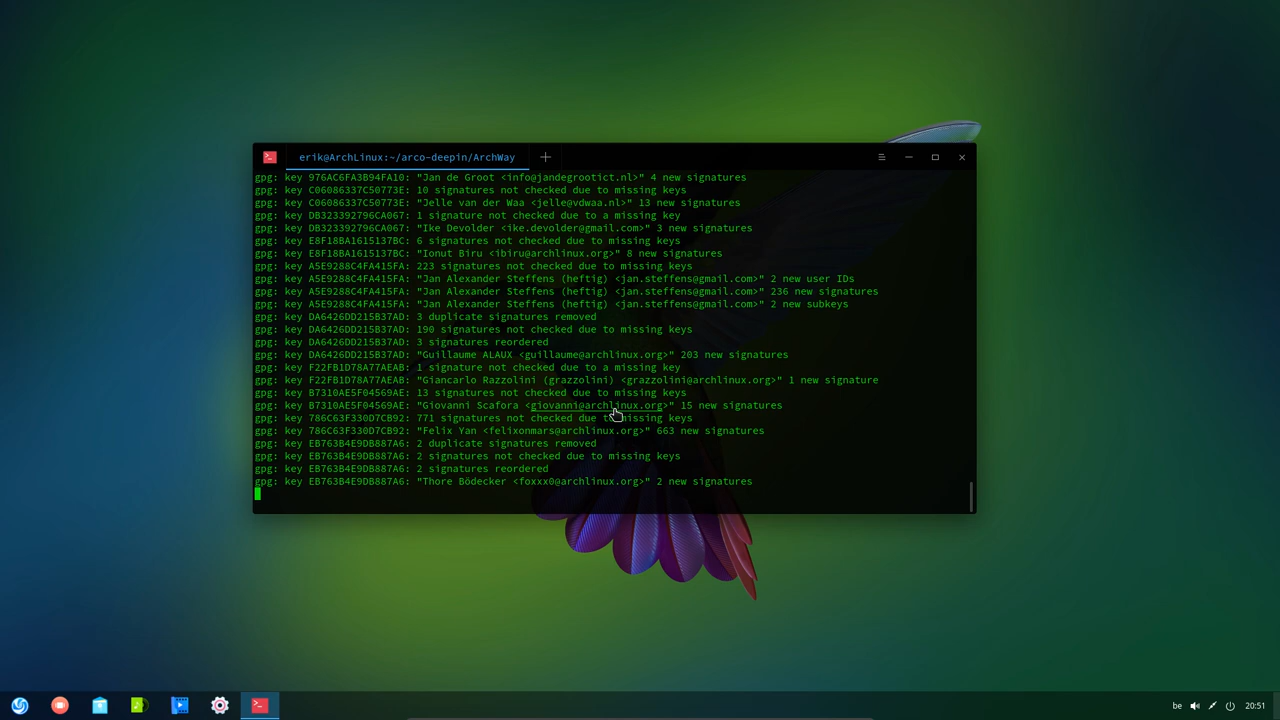 erik@ArchLinux:~/arco-deepin/ArchWay
gpg: key 976AC6FA3B94FA10: "Jan de Groot <info@jandegrootict.nl>" 4 new signatures
gpg: key C06086337C50773E: 10 signatures not checked due to missing keys
gpg: key C06086337C50773E: "Jelle van der Waa <jelle@vdwaa.nl>" 13 new signatures
gpg: key DB323392796CA067: 1 signature not checked due to a missing key
gpg: key DB323392796CA067: "Ike Devolder <ike.devolder@gmail.com>" 3 new signatures
gpg: key E8F18BA1615137BC: 6 signatures not checked due to missing keys
gpg: key E8F18BA1615137BC: "Ionut Biru <ibiru@archlinux.org>" 8 new signatures
gpg: key A5E9288C4FA415FA: 223 signatures not checked due to missing keys
gpg: key A5E9288C4FA415FA: "Jan Alexander Steffens (heftig) <jan.steffens@gmail.com>" 2 new user IDs
gpg: key A5E9288C4FA415FA: "Jan Alexander Steffens (heftig) <jan.steffens@gmail.com>" 236 new signatures
gpg: key A5E9288C4FA415FA: "Jan Alexander Steffens (heftig) <jan.steffens@gmail.com>" 2 new subkeys
gpg: key DA6426DD215B37AD: 3 duplicate signatures removed
gpg: key DA6426DD215B37AD: 190 signatures not checked due to missing keys
gpg: key DA6426DD215B37AD: 3 signatures reordered
gpg: key DA6426DD215B37AD: "Guillaume ALAUX <guillaume@archlinux.org>" 203 new signatures
gpg: key F22FB1D78A77AEAB: 1 signature not checked due to a missing key
gpg: key F22FB1D78A77AEAB: "Giancarlo Razzolini (grazzolini) <grazzolini@archlinux.org>" 1 new signature
gpg: key B7310AE5F04569AE: 13 signatures not checked due to missing keys
gpg: key B7310AE5F04569AE: "Giovanni Scafora <giovanni@archlinux.org>" 15 new signatures
gpg: key 786C63F330D7CB92: 771 signatures not checked due to missing keys
gpg: key 786C63F330D7CB92: "Felix Yan <felixonmars@archlinux.org>" 663 new signatures
gpg: key EB763B4E9DB887A6: 2 duplicate signatures removed
gpg: key EB763B4E9DB887A6: 2 signatures not checked due to missing keys
gpg: key EB763B4E9DB887A6: 2 signatures reordered
gpg: key EB763B4E9DB887A6: "Thore Bödecker <foxxx0@archlinux.org>" 2 new signatures
be 20:51